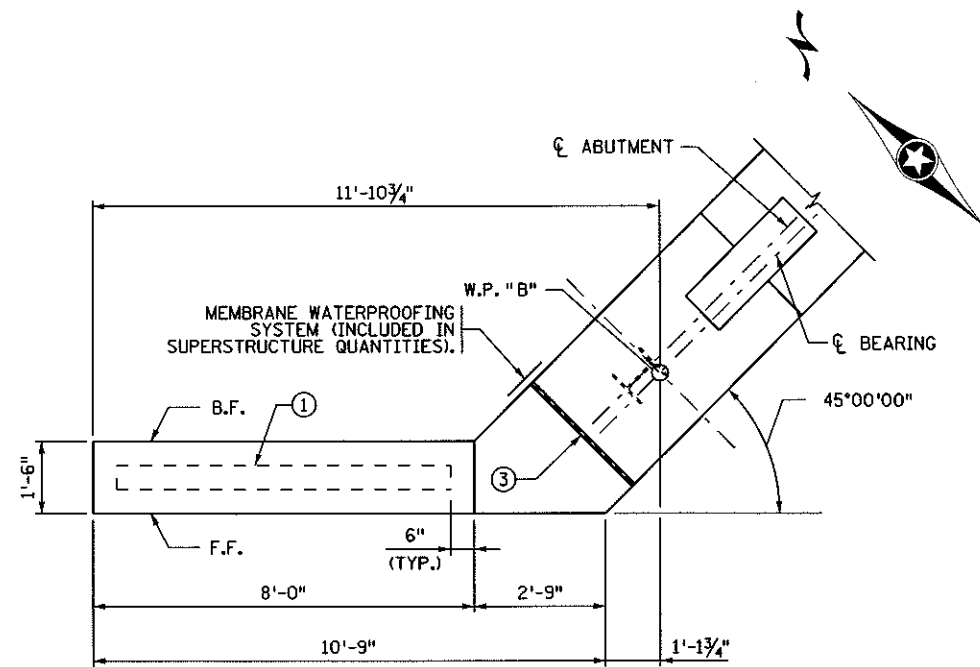 ℄ ABUTMENT
11'-10¾"
W.P. "B"
MEMBRANE WATERPROOFING
SYSTEM (INCLUDED IN
SUPERSTRUCTURE QUANTITIES).
℄ BEARING
45°00'00"
B.F.
1
1'-6"
3
F.F.
6"
(TYP.)
8'-0"
2'-9"
10'-9"
1'-1¾"